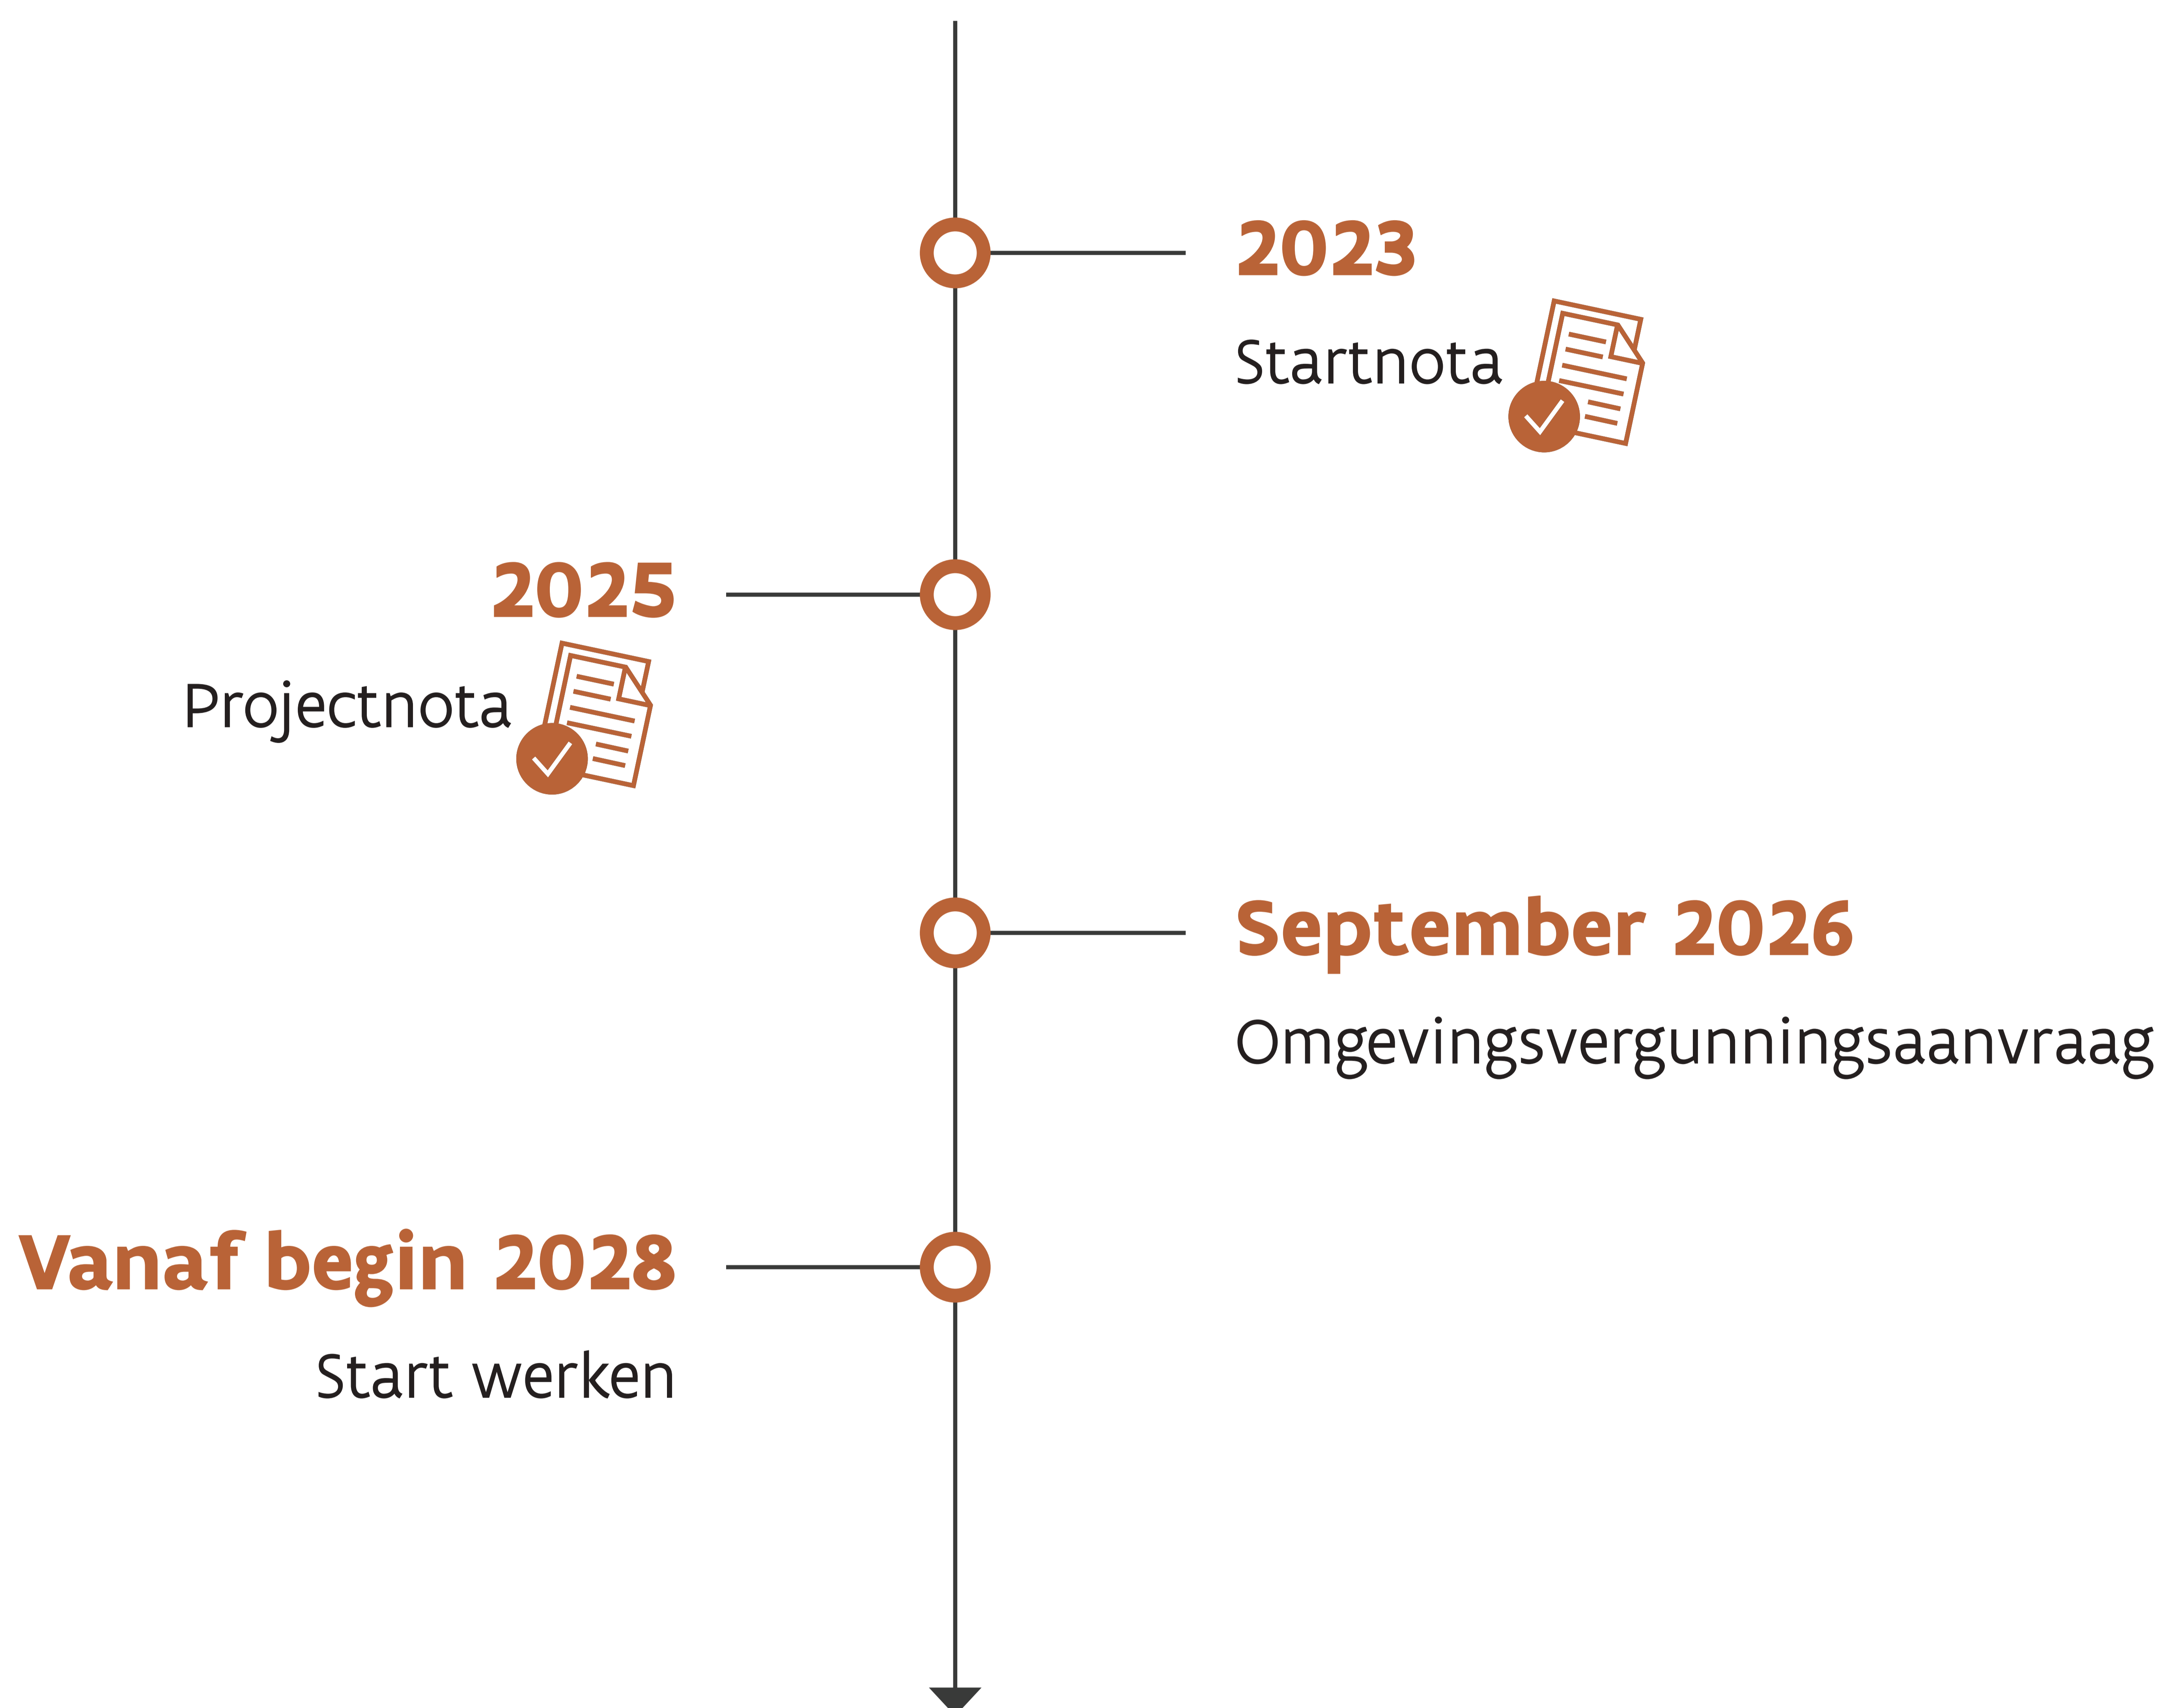 2023
Startnota
2025
Projectnota
September 2026
Omgevingsvergunningsaanvraag
Vanaf begin 2028
Start werken